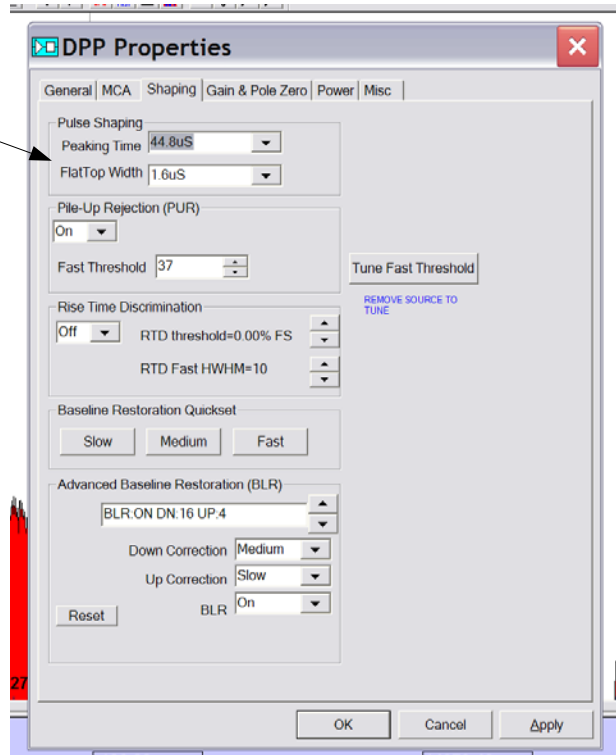 DPP Properties
General MCA Shaping Gain & Pole Zero Power Misc
Pulse Shaping
Peaking Time 44.8uS
FlatTop Width 1.6uS
Pile-Up Rejection (PUR)
On
Fast Threshold 37
Tune Fast Threshold
REMOVE SOURCE TO
TUNE
Rise Time Discrimination
Off RTD threshold=0.00% FS
RTD Fast HWHM=10
Baseline Restoration Quickset
Slow Medium Fast
Advanced Baseline Restoration (BLR)
BLR:ON DN:16 UP:4
Down Correction Medium
Up Correction Slow
Reset BLR On
27
OK Cancel Apply